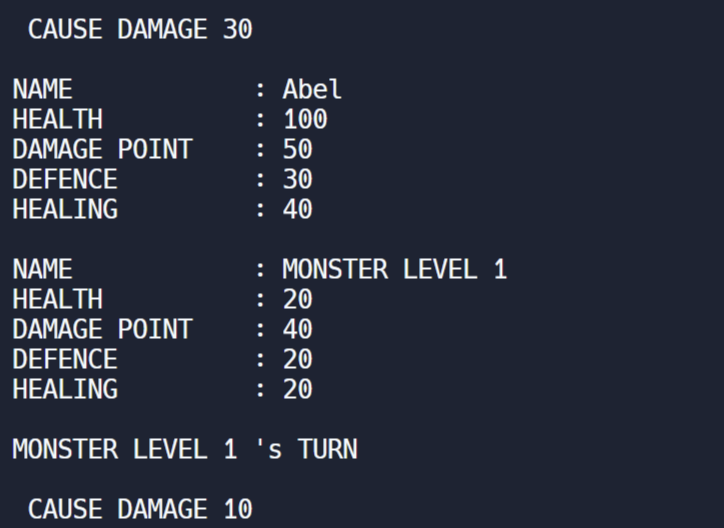 CAUSE DAMAGE 30
NAME : Abel
HEALTH : 100
DAMAGE POINT : 50
DEFENCE : 30
HEALING : 40
NAME : MONSTER LEVEL 1
HEALTH : 20
DAMAGE POINT : 40
DEFENCE : 20
HEALING : 20
MONSTER LEVEL 1 's TURN
CAUSE DAMAGE 10